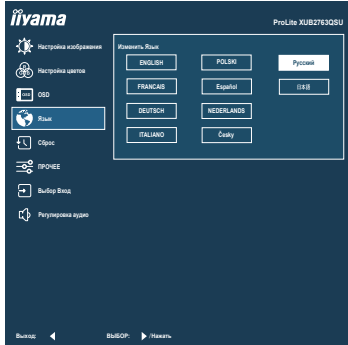 iiyama
ProLite XUB2763QSU
Настройка изображения
Настройка цветов
OSD
OSD
Язык
Сброс
ПРОЧЕЕ
Выбор Вход
Регулировка аудио
Изменить Язык
ENGLISH POLSKI Русский
FRANCAIS Español 日本語
DEUTSCH NEDERLANDS
ITALIANO Česky
Выход: ВЫБОР: /Нажать